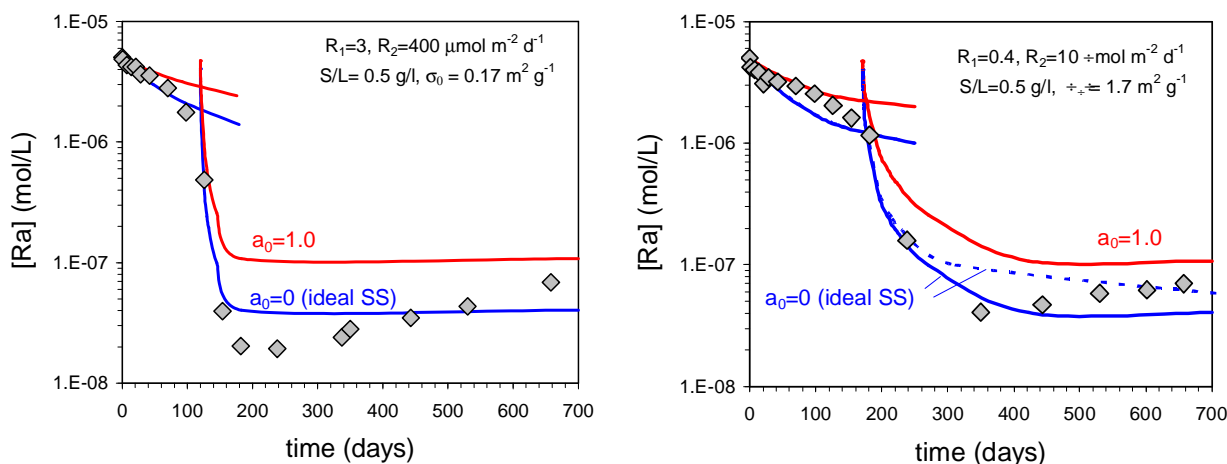 1.E-05
1.E-06
1.E-07
1.E-08
[Ra] (mol/L)
R₁=3, R₂=400 μmol m⁻² d⁻¹
S/L= 0.5 g/l, σ₀ = 0.17 m² g⁻¹
a₀=1.0
a₀=0 (ideal SS)
0 100 200 300 400 500 600 700
time (days)
1.E-05
1.E-06
1.E-07
1.E-08
[Ra] (mol/L)
R₁=0.4, R₂=10 ÷mol m⁻² d⁻¹
S/L=0.5 g/l, ÷÷= 1.7 m² g⁻¹
a₀=1.0
a₀=0 (ideal SS)
0 100 200 300 400 500 600 700
time (days)